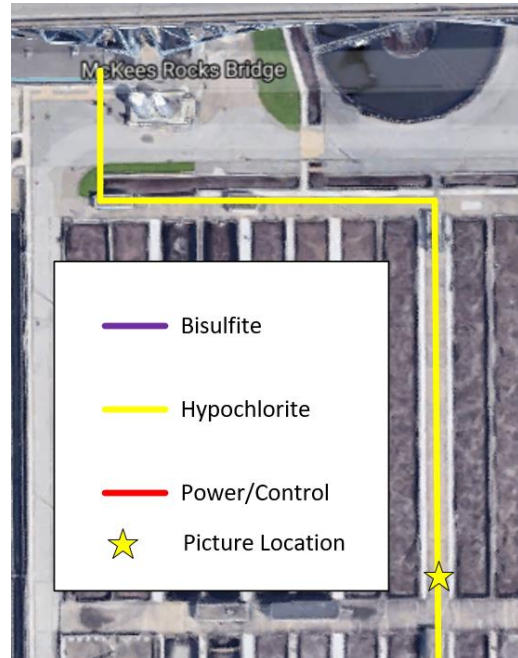 McKees Rocks Bridge
Bisulfite
Hypochlorite
Power/Control
Picture Location